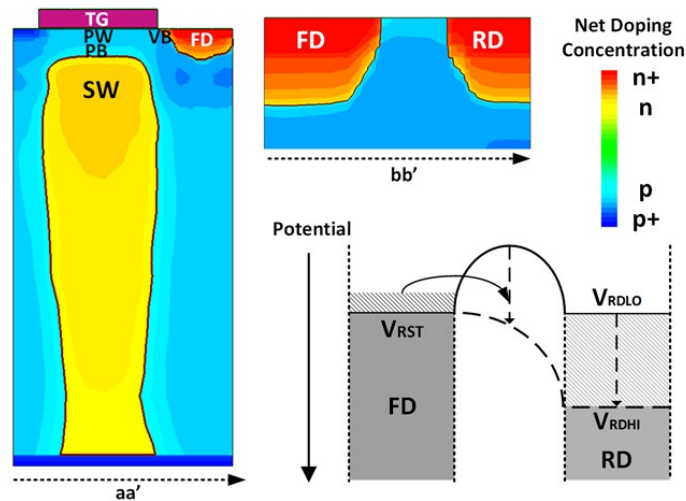 TG
PW
VB
FD
PB
SW
aa'
FD
RD
bb'
Net Doping
Concentration
n+
n
p
p+
Potential
VRDLO
VRST
FD
VRDHI
RD